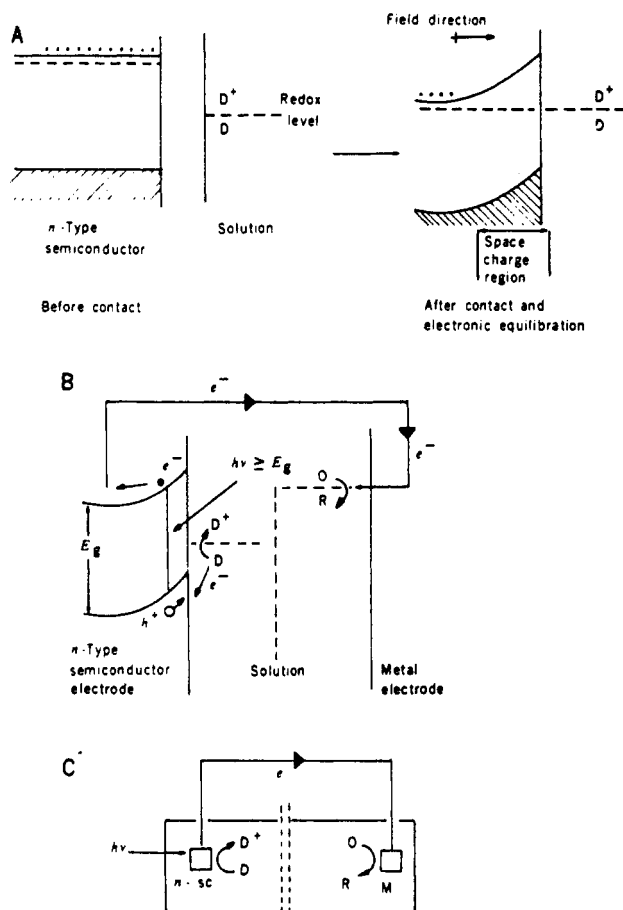 A
Field direction
D⁺
D
Redox
level
D⁺
D
n-Type
semiconductor
Solution
Space
charge
region
Before contact
After contact and
electronic equilibration
B
e⁻
e⁻
e⁻
hν ≥ Eg
O
R
Eg
D⁺
D
e⁻
h⁺
n-Type
semiconductor
electrode
Solution
Metal
electrode
C
e
hν
D⁺
D
O
R
n-sc
M